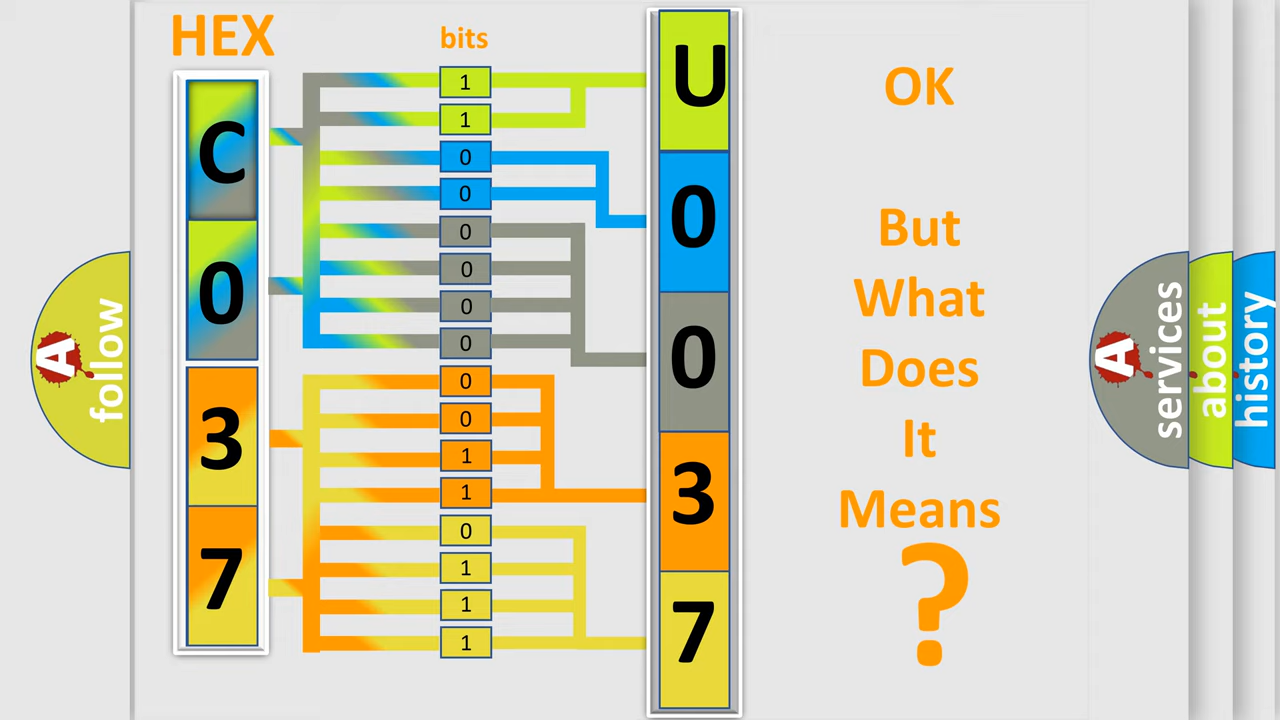 HEX
bits
C
0
3
7
1
1
0
0
0
0
0
0
0
0
1
1
0
1
1
1
U
0
0
3
7
OK
But
What
Does
It
Means
?
A
follow
A
services
about
history